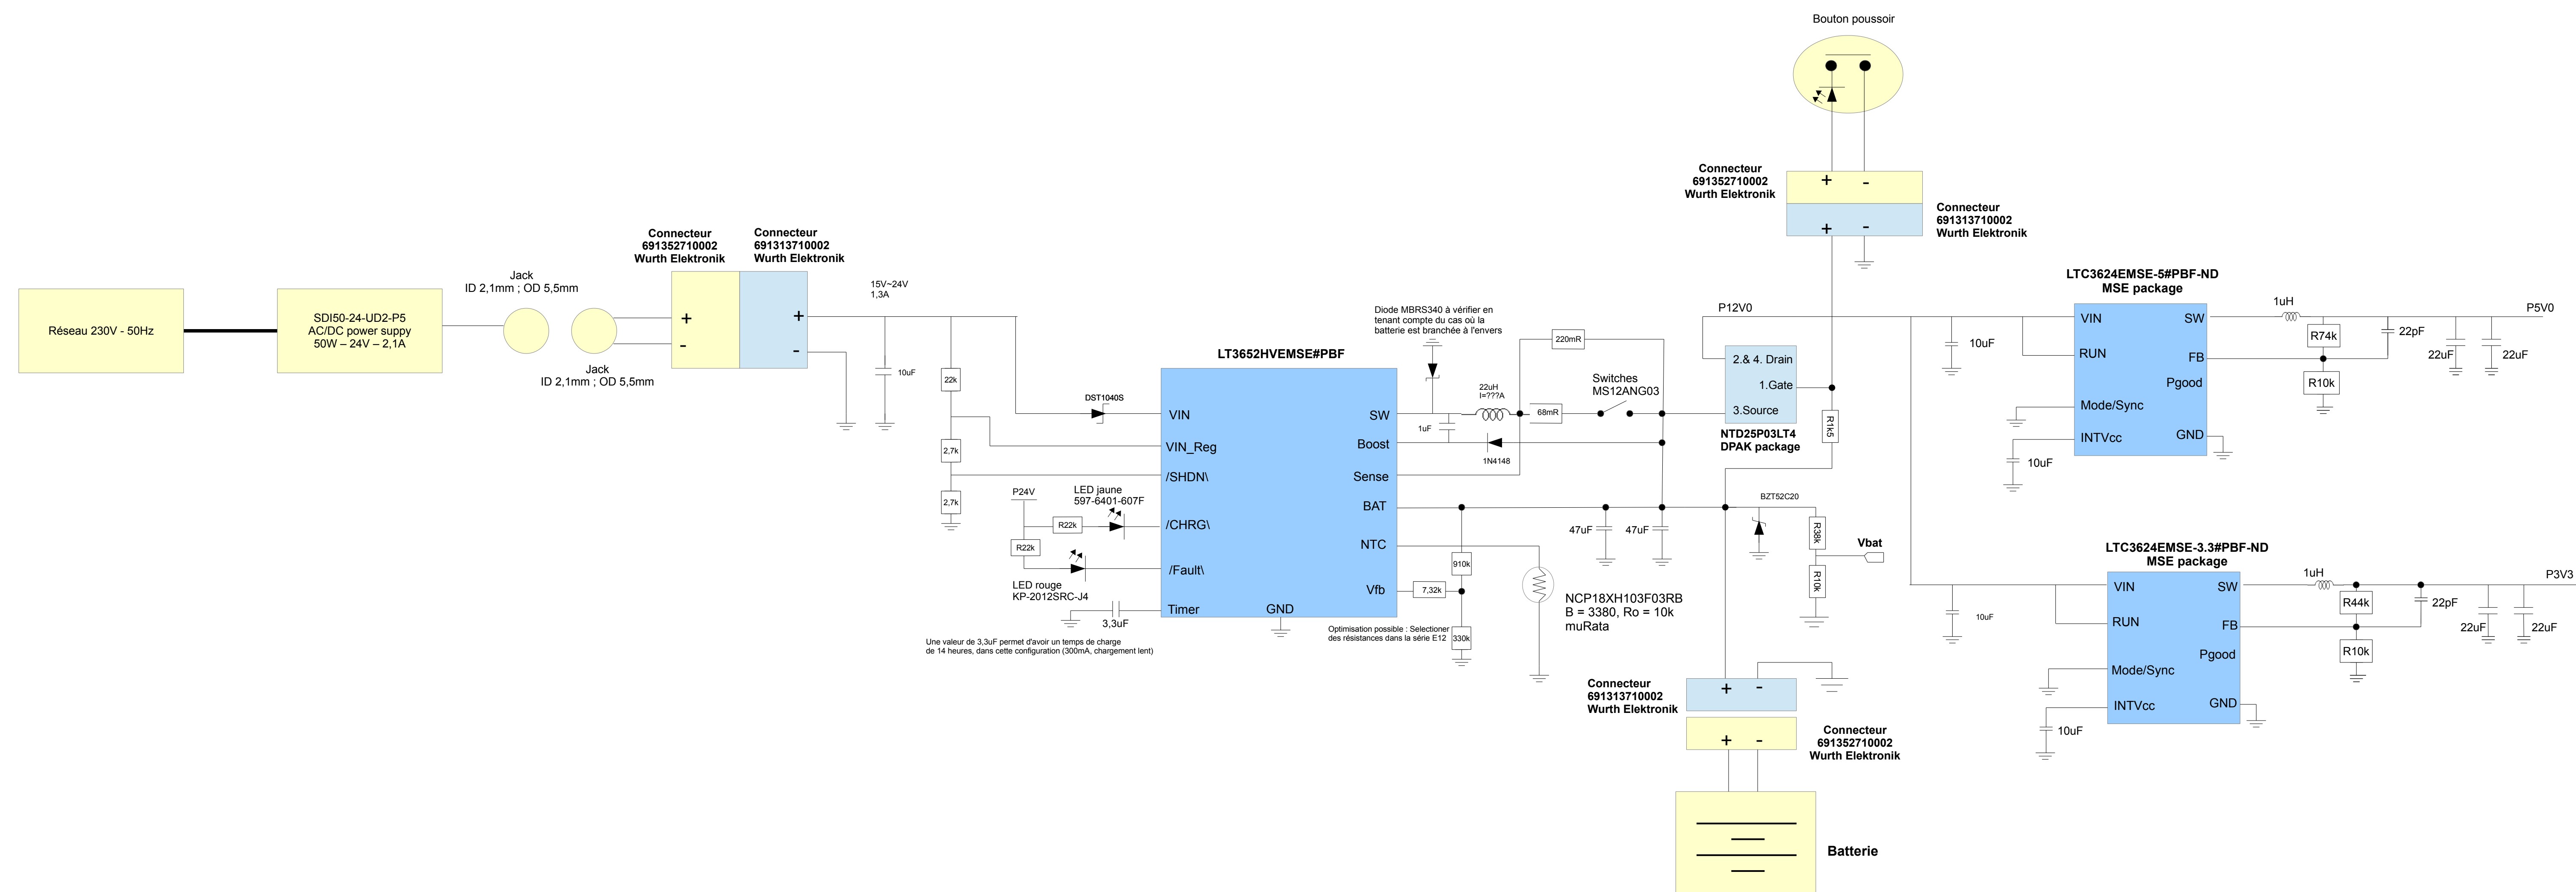 Bouton poussoir
Connecteur
691352710002
Wurth Elektronik
+ -
+ -
Connecteur
691313710002
Wurth Elektronik
Réseau 230V - 50Hz
SDI50-24-UD2-P5
AC/DC power suppy
50W – 24V – 2,1A
Jack
ID 2,1mm ; OD 5,5mm
Jack
ID 2,1mm ; OD 5,5mm
Connecteur
691352710002
Wurth Elektronik
Connecteur
691313710002
Wurth Elektronik
+
-
+
-
15V~24V
1,3A
10uF
22k
2,7k
2,7k
DST1040S
P24V
LED jaune
597-6401-607F
R22k
R22k
LED rouge
KP-2012SRC-J4
3,3uF
Une valeur de 3,3uF permet d'avoir un temps de charge
de 14 heures, dans cette configuration (300mA, chargement lent)
LT3652HVEMSE#PBF
VIN
VIN_Reg
/SHDN\
/CHRG\
/Fault\
Timer
GND
SW
Boost
Sense
BAT
NTC
Vfb
Diode MBRS340 à vérifier en
tenant compte du cas où la
batterie est branchée à l'envers
22uH
I=???A
1uF
1N4148
220mR
68mR
Switches
MS12ANG03
910k
7,32k
330k
Optimisation possible : Selectioner
des résistances dans la série E12
47uF
47uF
NCP18XH103F03RB
B = 3380, Ro = 10k
muRata
P12V0
2.& 4. Drain
1.Gate
3.Source
NTD25P03LT4
DPAK package
R1k5
BZT52C20
R38k
R10k
Vbat
Connecteur
691313710002
Wurth Elektronik
+ -
+ -
Connecteur
691352710002
Wurth Elektronik
Batterie
LTC3624EMSE-5#PBF-ND
MSE package
10uF
VIN
RUN
Mode/Sync
INTVcc
SW
FB
Pgood
GND
10uF
1uH
R74k
R10k
22pF
22uF
22uF
P5V0
LTC3624EMSE-3.3#PBF-ND
MSE package
10uF
VIN
RUN
Mode/Sync
INTVcc
SW
FB
Pgood
GND
10uF
1uH
R44k
R10k
22pF
22uF
22uF
P3V3